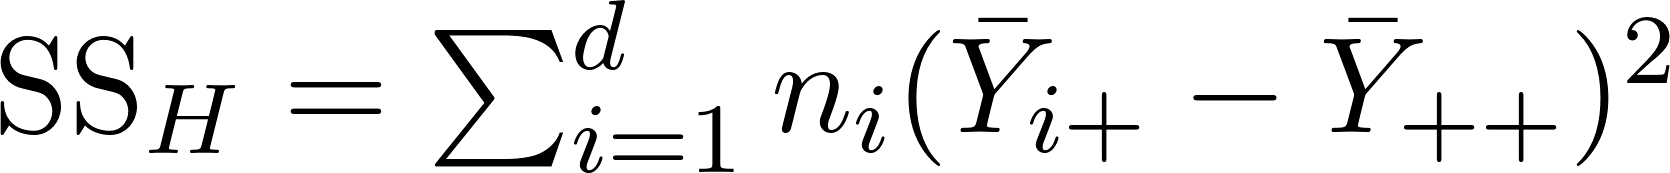 SS_H = \sum_{i=1}^{d} n_i(\bar{Y}_{i+} - \bar{Y}_{++})^2